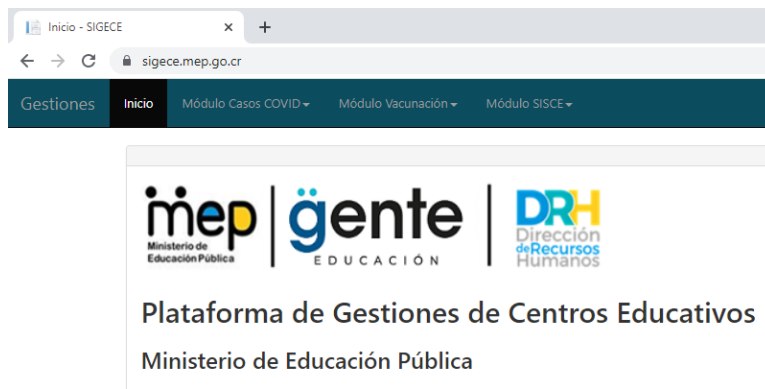 Inicio - SIGECE
sigece.mep.go.cr
Gestiones Inicio Módulo Casos COVID Módulo Vacunación Módulo SISCE
mep
Ministerio de
Educación Pública
gente
EDUCACIÓN
DRH
Dirección
de Recursos
Humanos
Plataforma de Gestiones de Centros Educativos
Ministerio de Educación Pública